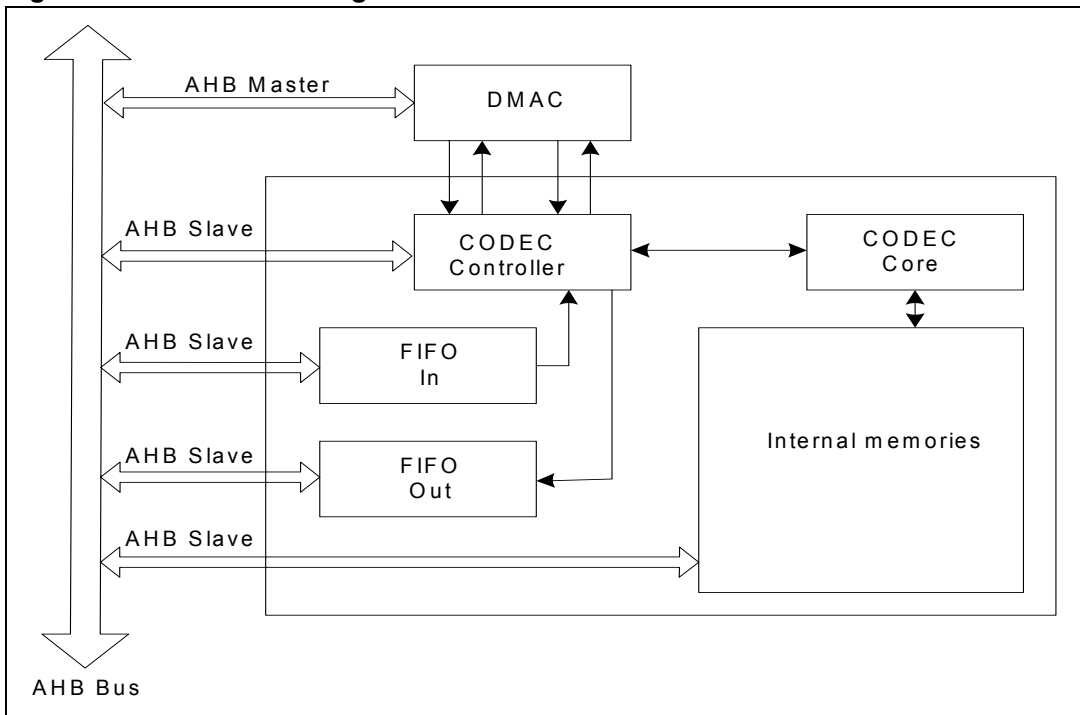 AHB Master
DMAC
AHB Slave
CODEC
Controller
CODEC
Core
AHB Slave
FIFO
In
Internal memories
AHB Slave
FIFO
Out
AHB Slave
AHB Bus